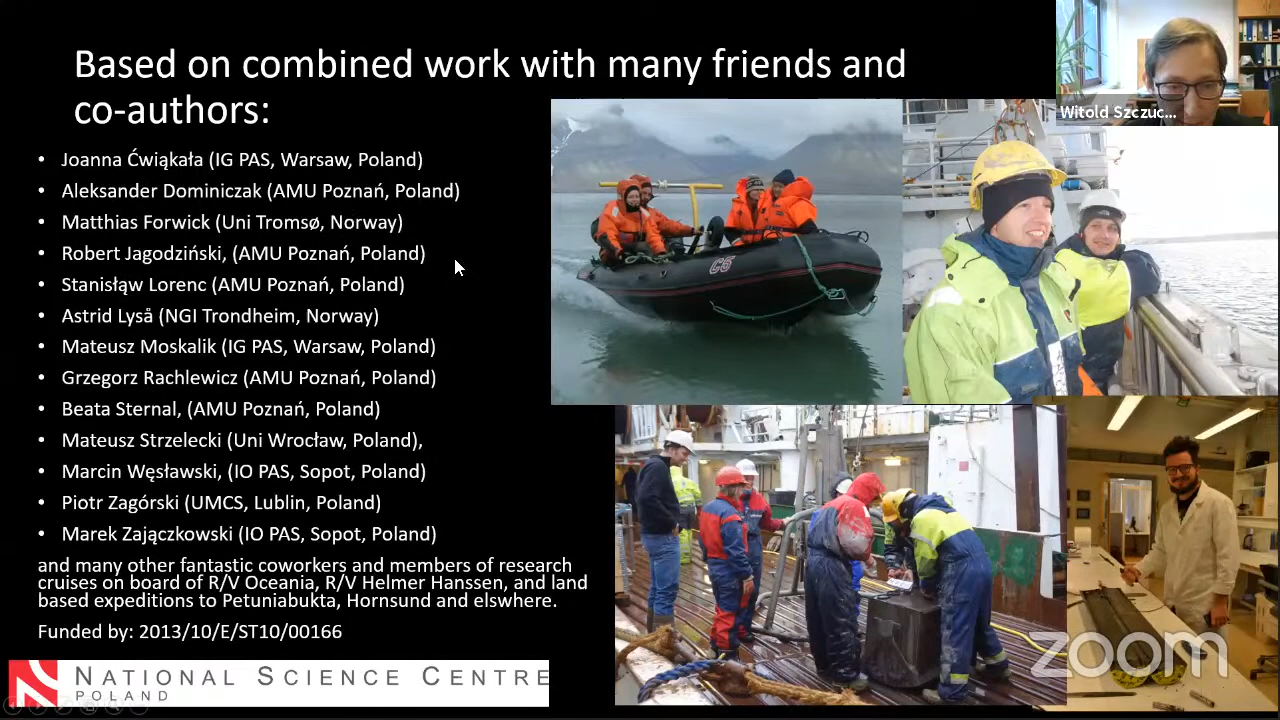 Based on combined work with many friends and
co-authors:
Witold Szczuc...
• Joanna Ćwiąkała (IG PAS, Warsaw, Poland)
• Aleksander Dominiczak (AMU Poznań, Poland)
• Matthias Forwick (Uni Tromsø, Norway)
• Robert Jagodziński, (AMU Poznań, Poland)
• Stanisłąw Lorenc (AMU Poznań, Poland)
• Astrid Lyså (NGI Trondheim, Norway)
• Mateusz Moskalik (IG PAS, Warsaw, Poland)
• Grzegorz Rachlewicz (AMU Poznań, Poland)
• Beata Sternal, (AMU Poznań, Poland)
• Mateusz Strzelecki (Uni Wrocław, Poland),
• Marcin Węsławski, (IO PAS, Sopot, Poland)
• Piotr Zagórski (UMCS, Lublin, Poland)
• Marek Zajączkowski (IO PAS, Sopot, Poland)
and many other fantastic coworkers and members of research
cruises on board of R/V Oceania, R/V Helmer Hanssen, and land
based expeditions to Petuniabukta, Hornsund and elswhere.
Funded by: 2013/10/E/ST10/00166
NATIONAL SCIENCE CENTRE
POLAND
C5
zoom